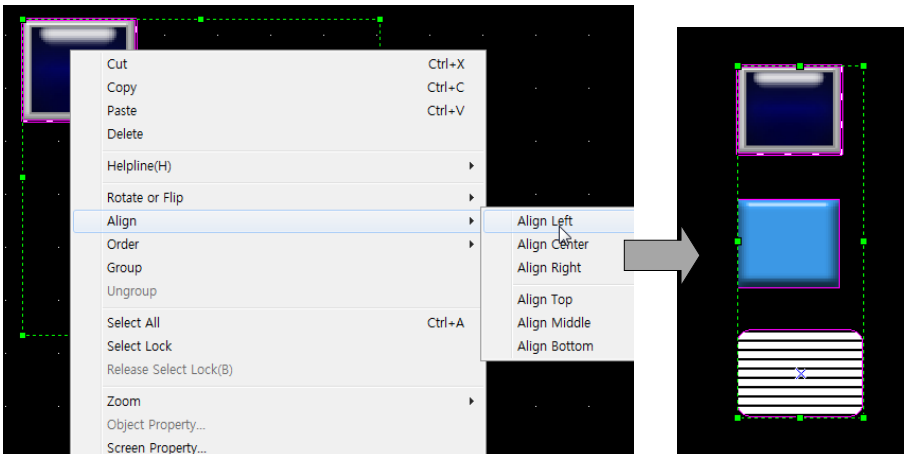 Cut Ctrl+X
Copy Ctrl+C
Paste Ctrl+V
Delete
Helpline(H)
Rotate or Flip
Align
Order
Group
Ungroup
Select All Ctrl+A
Select Lock
Release Select Lock(B)
Zoom
Object Property...
Screen Property...
Align Left
Align Center
Align Right
Align Top
Align Middle
Align Bottom